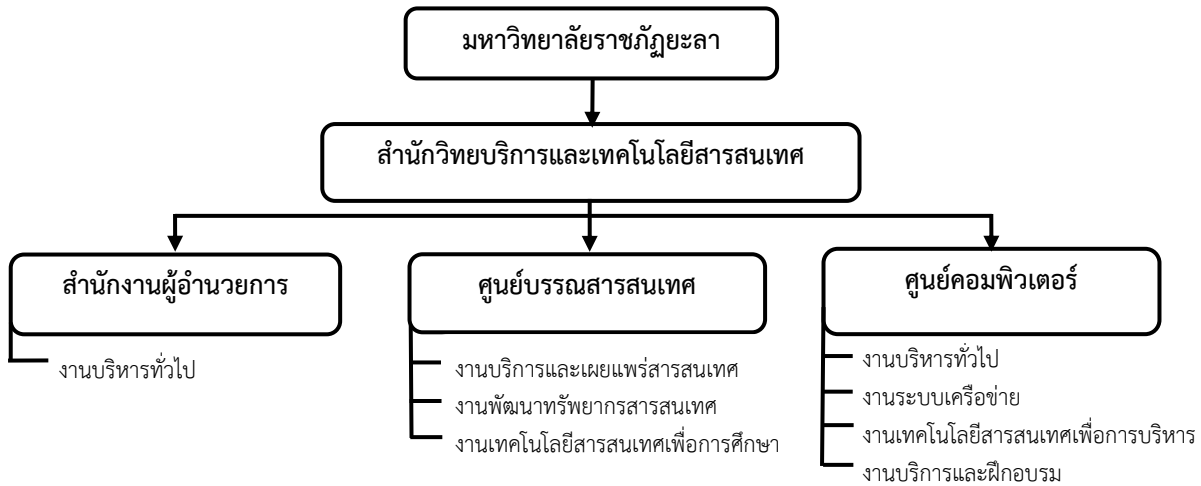 มหาวิทยาลัยราชภัฏยะลา
สำนักวิทยบริการและเทคโนโลยีสารสนเทศ
สำนักงานผู้อำนวยการ
งานบริหารทั่วไป
ศูนย์บรรณสารสนเทศ
งานบริการและเผยแพร่สารสนเทศ
งานพัฒนาทรัพยากรสารสนเทศ
งานเทคโนโลยีสารสนเทศเพื่อการศึกษา
ศูนย์คอมพิวเตอร์
งานบริหารทั่วไป
งานระบบเครือข่าย
งานเทคโนโลยีสารสนเทศเพื่อการบริหาร
งานบริการและฝึกอบรม